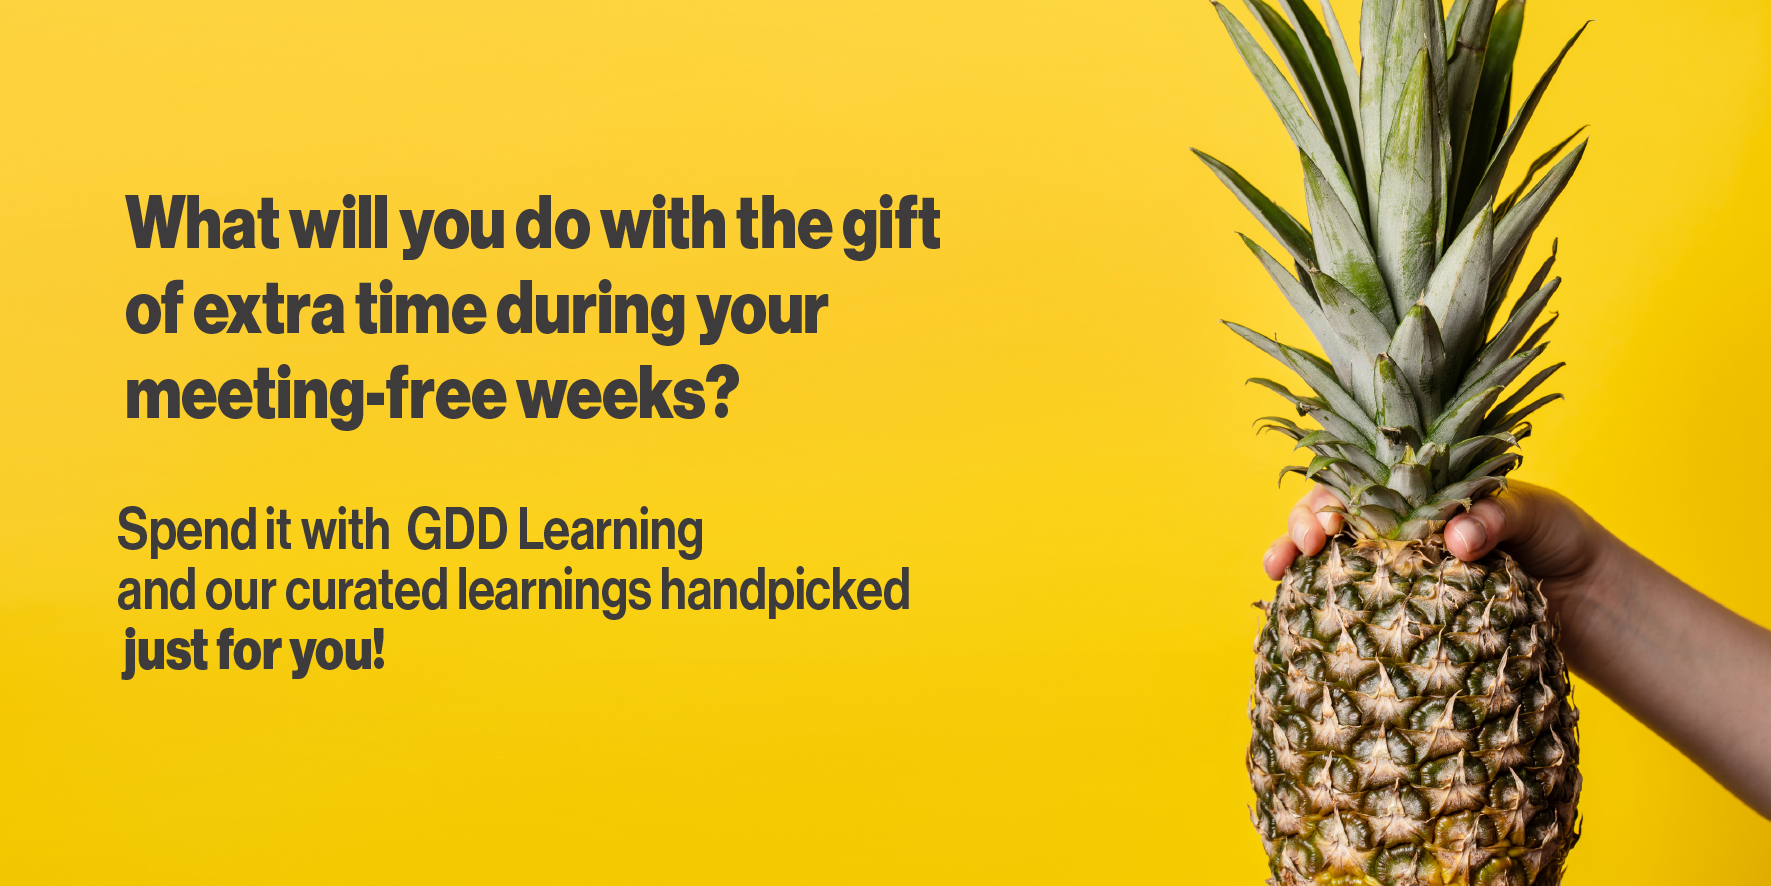 What will you do with the gift
of extra time during your
meeting-free weeks?
Spend it with GDD Learning
and our curated learnings handpicked
just for you!